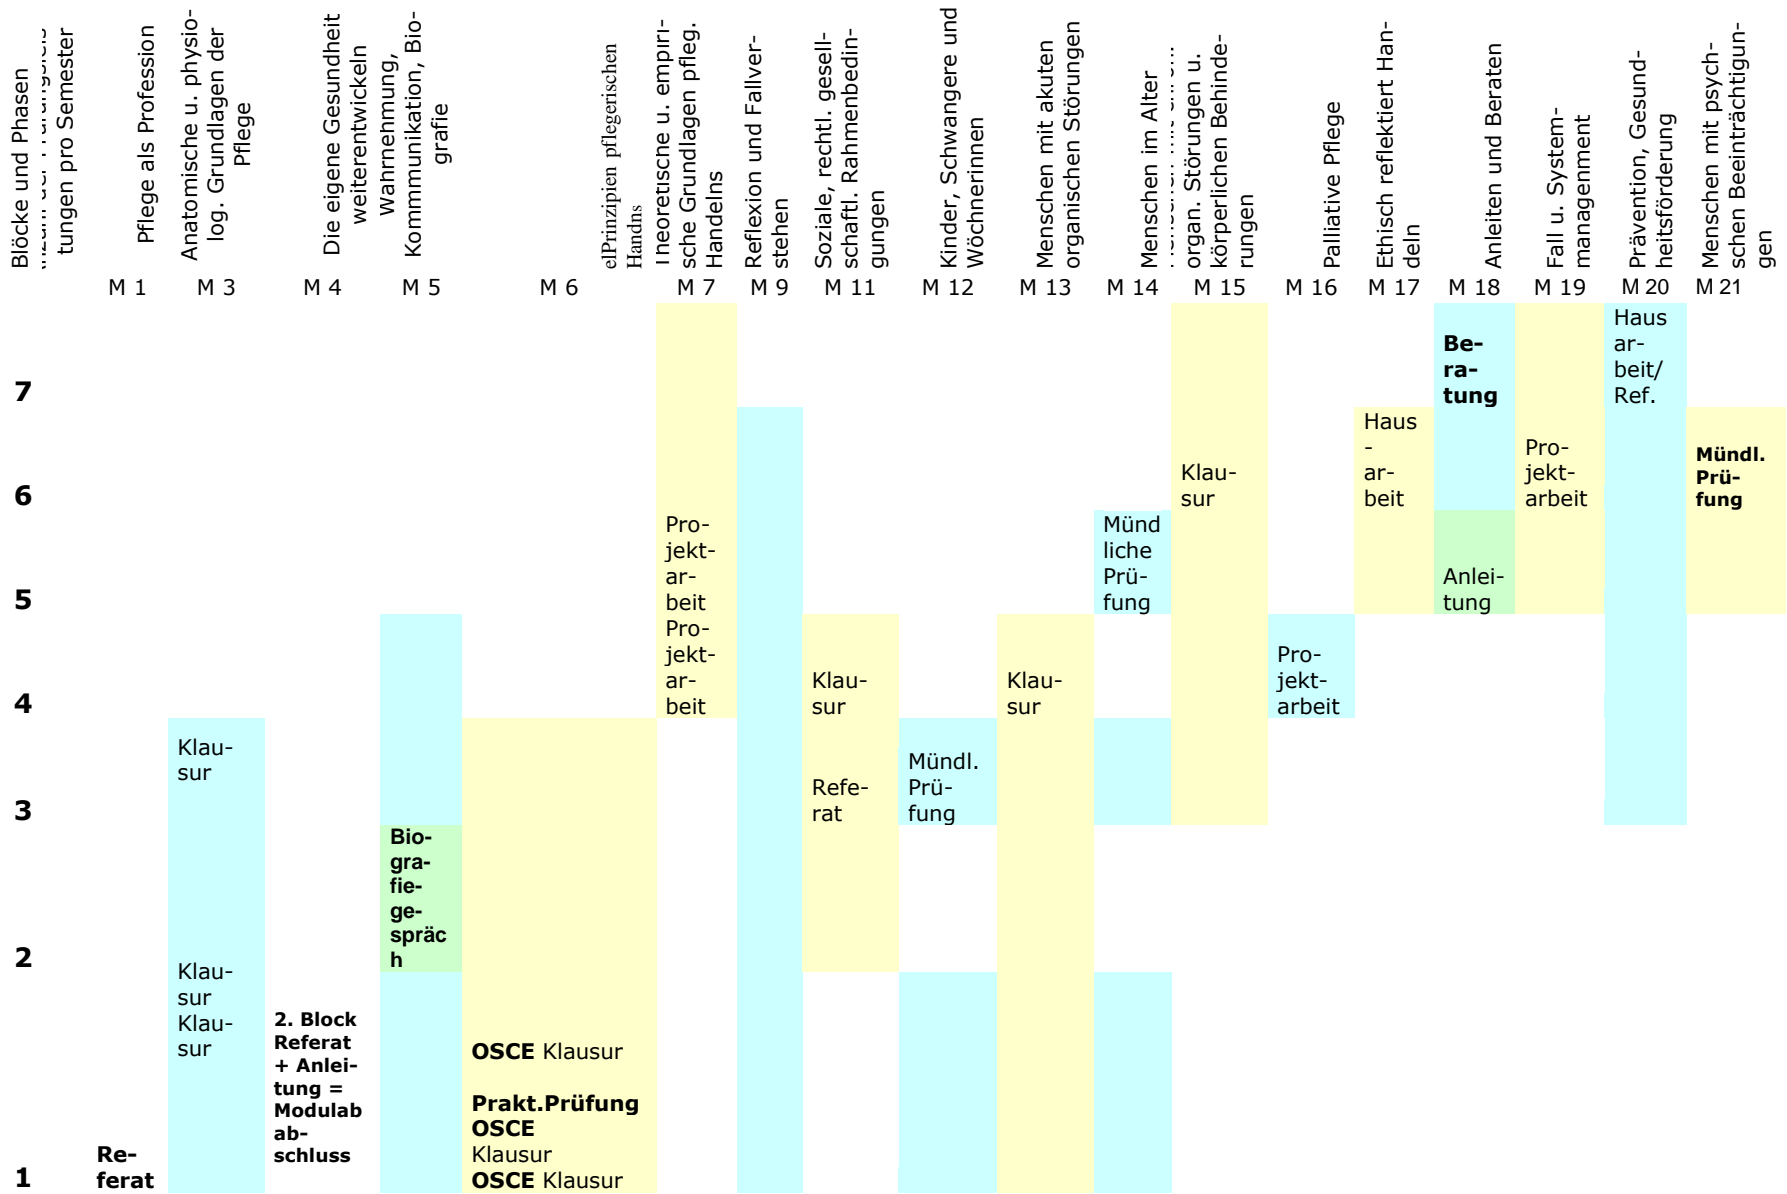 Blöcke und Phasen
tungen pro Semester
Pflege als Profession
Anatomische u. physio-
log. Grundlagen der
Pflege
Die eigene Gesundheit
weiterentwickeln
Wahrnehmung,
Kommmunikation, Bio-
grafie
elPrinzipien pflegerischen
Handns
Theoretische u. empiri-
sche Grundlagen pfleg.
Handelns
Reflexion und Fallver-
stehen
Soziale, rechtl. gesell-
schaftl. Rahmenbedin-
gungen
Kinder, Schwangere und
Wöchnerinnen
Menschen mit akuten
organischen Störungen
Menschen im Alter
organ. Störungen u.
körperlichen Behinde-
rungen
Palliative Pflege
Ethisch reflektiert Han-
deln
Anleiten und Beraten
Fall u. System-
management
Prävention, Gesund-
heitsförderung
Menschen mit psych-
schen Beeinträchtigun-
gen
M 1 M 3 M 4 M 5 M 6 M 7 M 9 M 11 M 12 M 13 M 14 M 15 M 16 M 17 M 18 M 19 M 20 M 21
7
Be-
ra-
tung
Haus
ar-
beit/
Ref.
6
Klau-
sur
Haus
-
ar-
beit
Pro-
jekt-
arbeit
Mündl.
Prü-
fung
5
Pro-
jekt-
ar-
beit
Münd
liche
Prü-
fung
Anlei-
tung
4
Pro-
jekt-
ar-
beit
Klau-
sur
Klau-
sur
Pro-
jekt-
arbeit
3
Klau-
sur
Refe-
rat
Mündl.
Prü-
fung
2
Bio-
gra-
fie-
ge-
spräc
h
1
Re-
ferat
Klau-
sur
Klau-
sur
2. Block
Referat
+ Anlei-
tung =
Modulab
ab-
schluss
OSCE Klausur
Prakt.Prüfung
OSCE
Klausur
OSCE Klausur